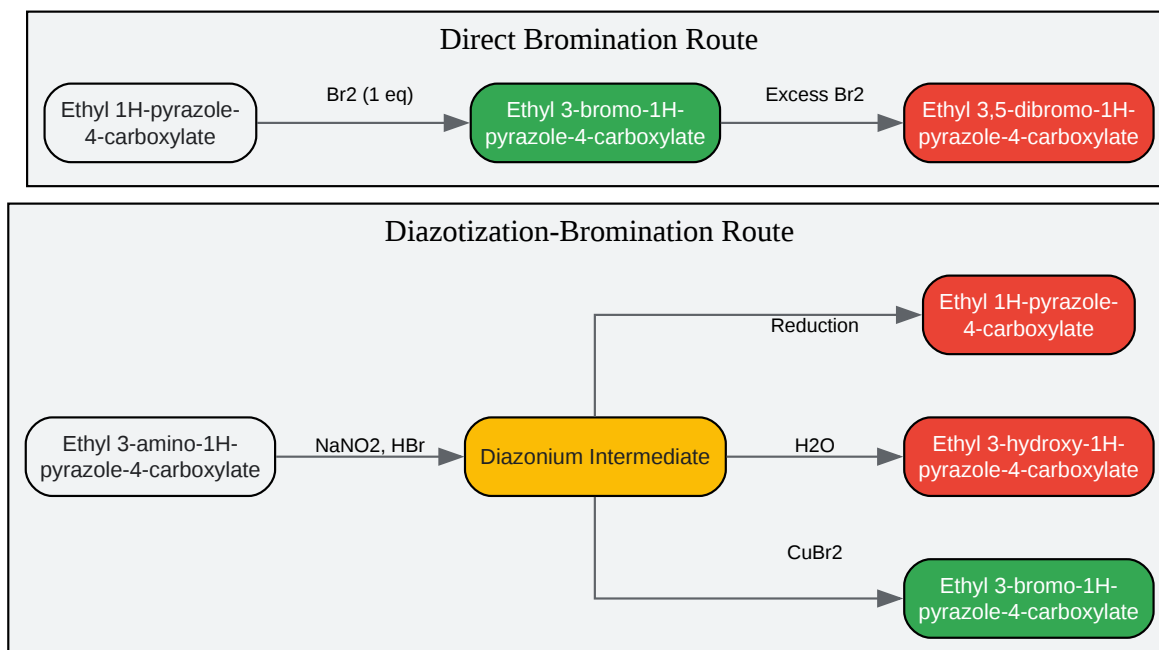 Direct Bromination Route
Ethyl 1H-pyrazole-
4-carboxylate
Br2 (1 eq)
Ethyl 3-bromo-1H-
pyrazole-4-carboxylate
Excess Br2
Ethyl 3,5-dibromo-1H-
pyrazole-4-carboxylate
Diazotization-Bromination Route
Ethyl 3-amino-1H-
pyrazole-4-carboxylate
NaNO2, HBr
Diazonium Intermediate
Reduction
Ethyl 1H-pyrazole-
4-carboxylate
H2O
Ethyl 3-hydroxy-1H-
pyrazole-4-carboxylate
CuBr2
Ethyl 3-bromo-1H-
pyrazole-4-carboxylate